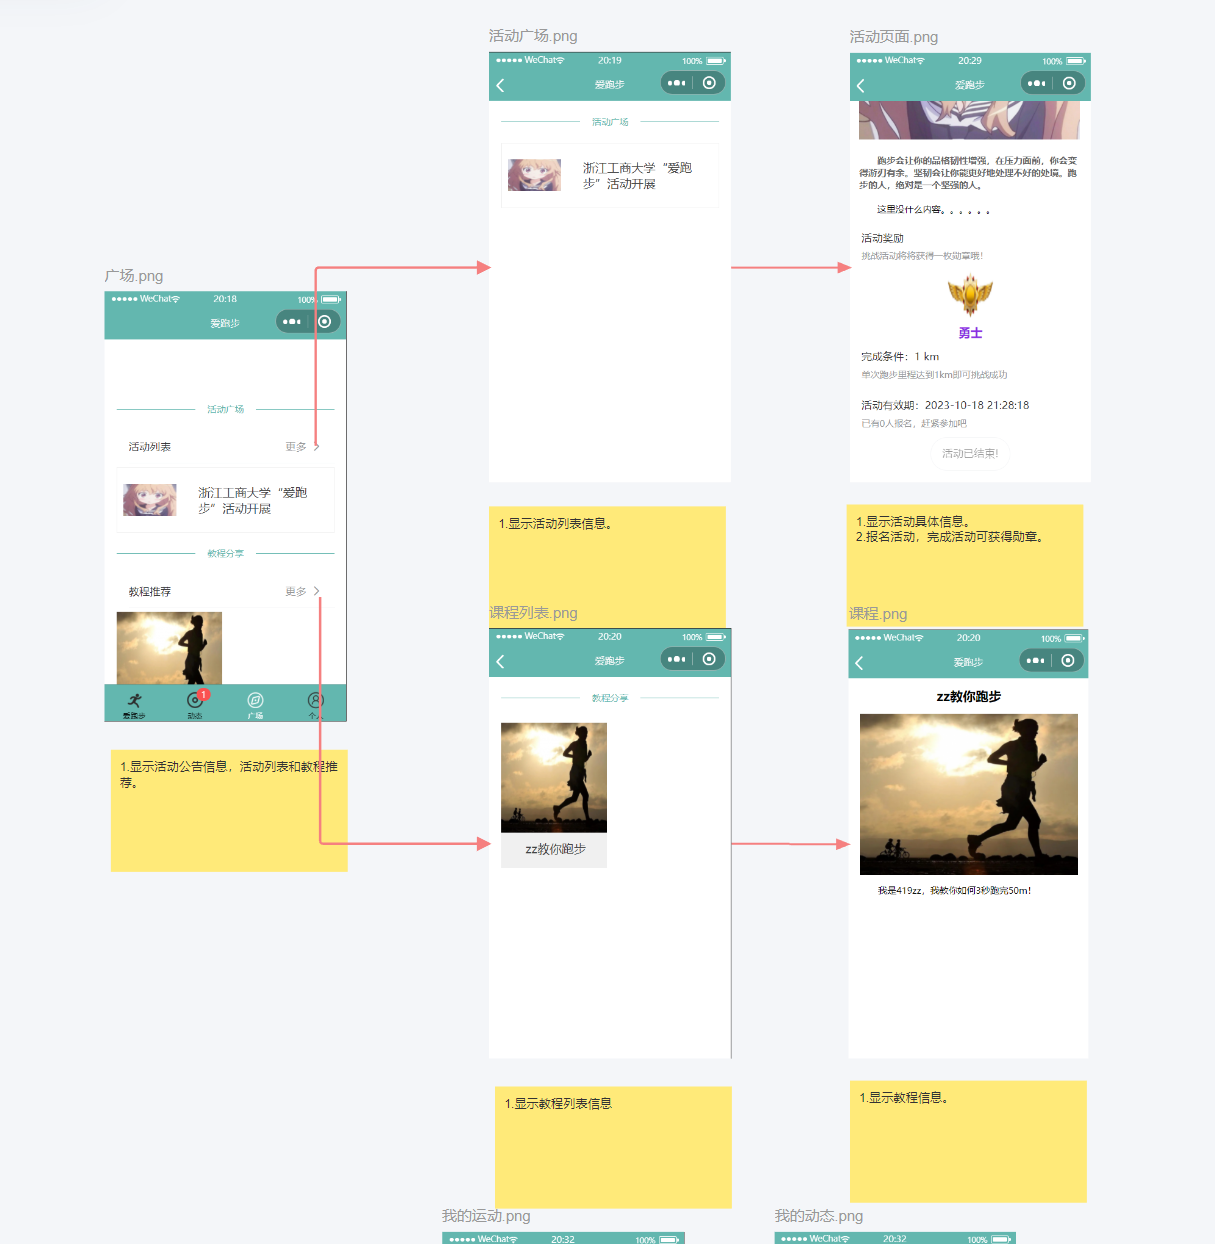 活动广场.png
WeChat 20:19 100%
爱跑步
活动广场
浙江工商大学“爱跑
步”活动开展
活动页面.png
WeChat 20:29 100%
爱跑步
跑步会让你的品格韧性增强，在压力面前，你会变
得游刃有余。坚韧会让你能更好地处理不好的处境。跑
步的人，绝对是一个坚强的人。
这里没什么内容。。。。。。
活动奖励
挑战活动将将获得一枚勋章哦!
勇士
完成条件：1 km
单次跑步里程达到1km即可挑战成功
活动有效期：2023-10-18 21:28:18
已有0人报名，赶紧参加吧
活动已结束!
广场.png
WeChat 20:18 100%
爱跑步
活动广场
活动列表 更多
浙江工商大学“爱跑
步”活动开展
教程分享
教程推荐 更多
爱跑步 动态 1 广场 个人
1.显示活动公告信息，活动列表和教程推
荐。
1.显示活动列表信息。
1.显示活动具体信息。
2.报名活动，完成活动可获得勋章。
课程列表.png
WeChat 20:20 100%
爱跑步
教程分享
zz教你跑步
课程.png
WeChat 20:20 100%
爱跑步
zz教你跑步
我是419zz，我教你如何3秒跑完50m!
1.显示教程列表信息
1.显示教程信息。
我的运动.png
WeChat 20:32 100%
我的动态.png
WeChat 20:32 100%